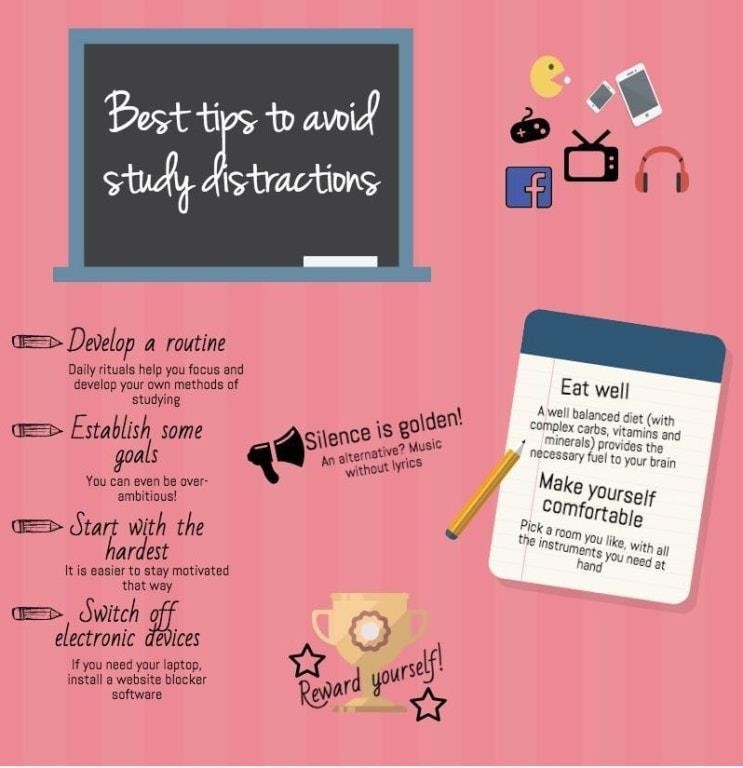 Best tips to avoid
study distractions
f
Develop a routine
Daily rituals help you focus and
develop your own methods of
studying
Establish some
goals
You can even be over-
ambitious!
Start with the
hardest
It is easier to stay motivated
that way
Switch off
electronic devices
If you need your laptop,
install a website blocker
software
Silence is golden!
An alternative? Music
without lyrics
Reward yourself!
Eat well
A well balanced diet (with
complex carbs, vitamins and
minerals) provides the
necessary fuel to your brain
Make yourself
comfortable
Pick a room you like, with all
the instruments you need at
hand